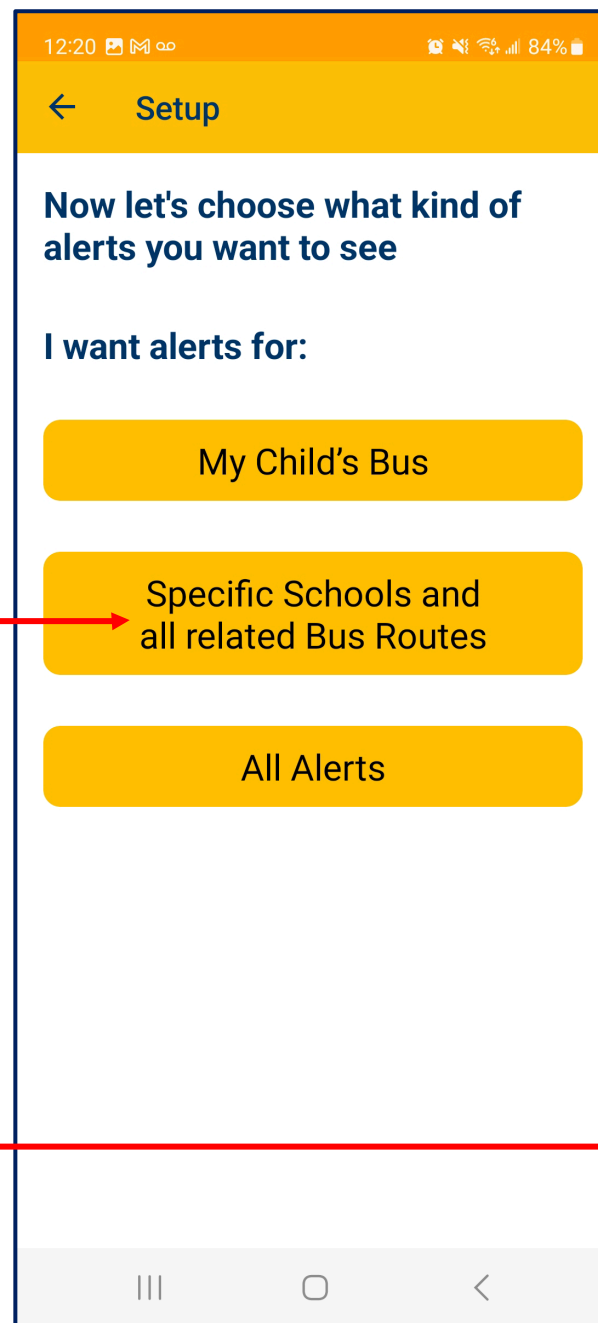 12:20 84%
Setup
Now let's choose what kind of
alerts you want to see
I want alerts for:
My Child’s Bus
Specific Schools and
all related Bus Routes
All Alerts